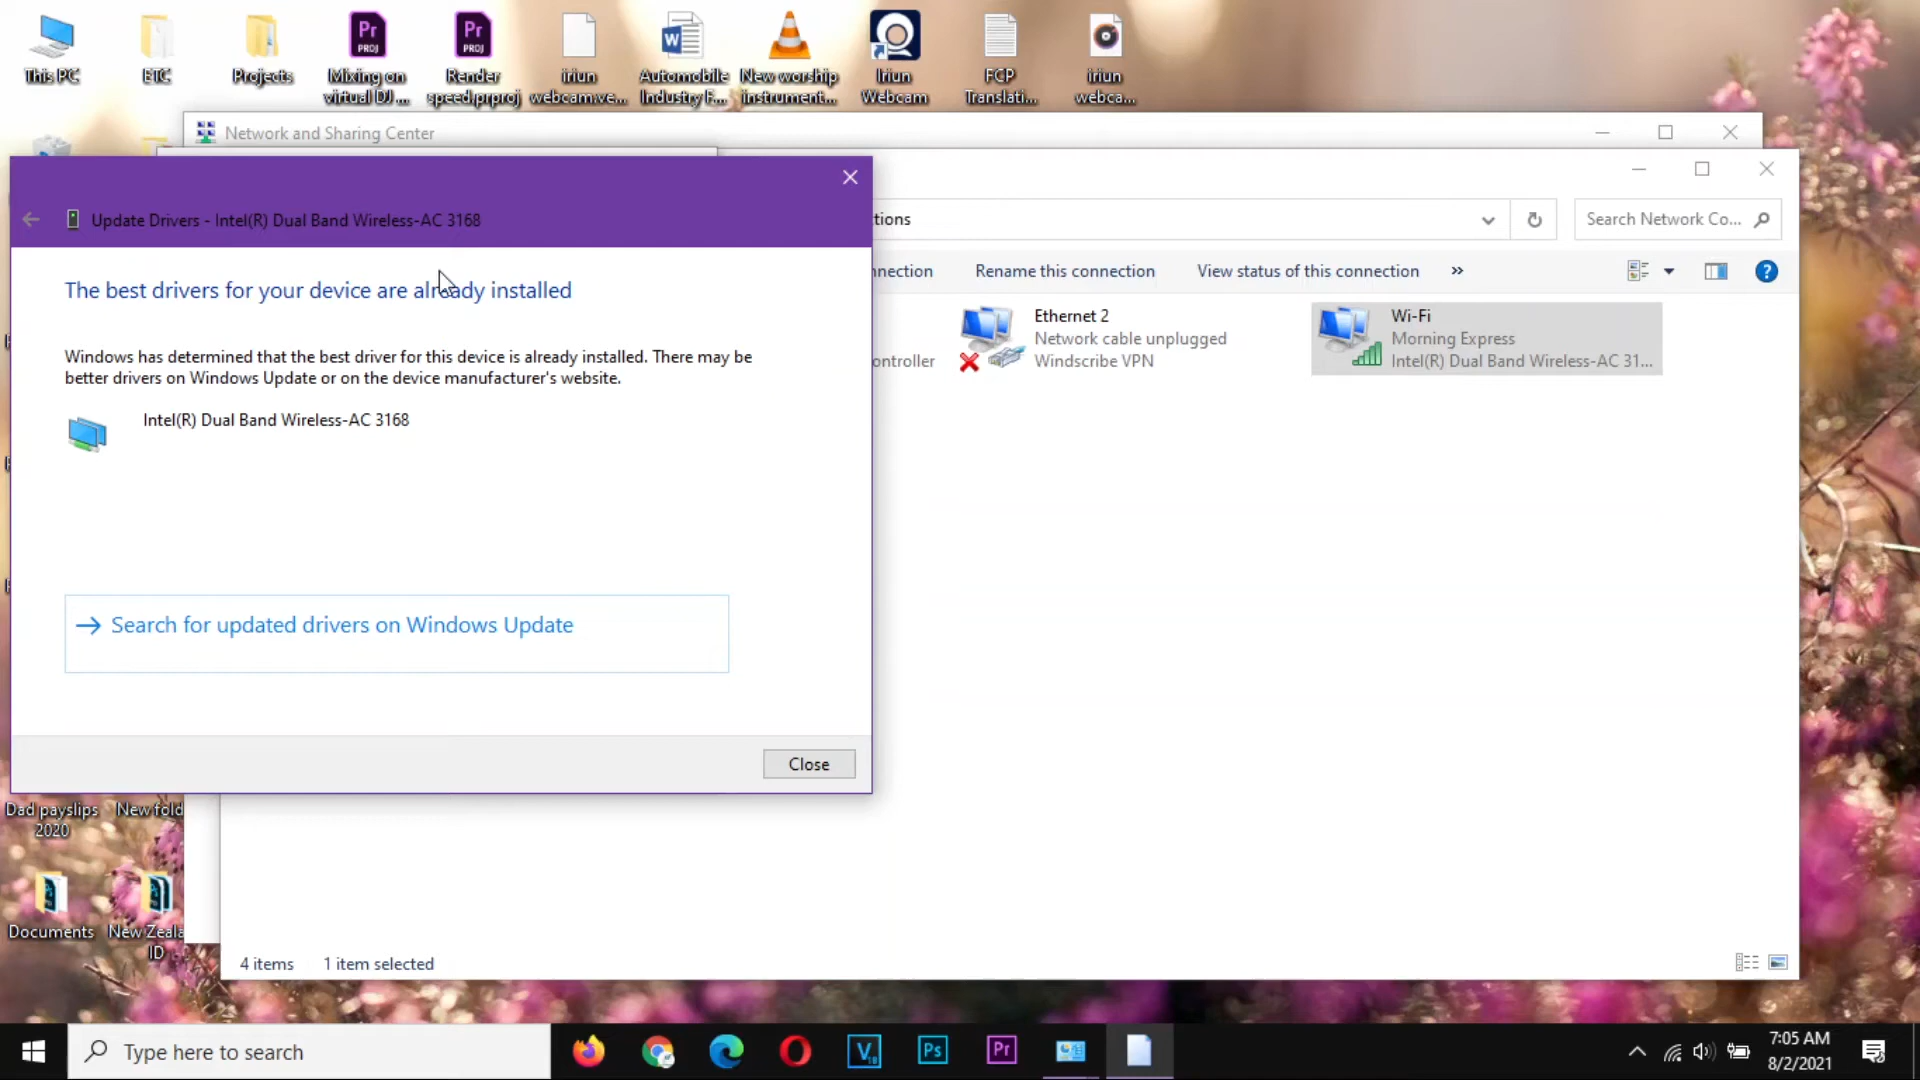 This PC
ETC
Projects
Mixing on
virtual DJ ...
Render
speed.prproj
iriun
webcam.we...
Automobile
Industry F...
New worship
instrument...
Iriun
Webcam
FCP
Translati...
iriun
webca...
Network and Sharing Center
Update Drivers - Intel(R) Dual Band Wireless-AC 3168
The best drivers for your device are already installed
Windows has determined that the best driver for this device is already installed. There may be
better drivers on Windows Update or on the device manufacturer's website.
Intel(R) Dual Band Wireless-AC 3168
Search for updated drivers on Windows Update
Close
tions
Search Network Co...
nnection
Rename this connection
View status of this connection
»
ontroller
Ethernet 2
Network cable unplugged
Windscribe VPN
Wi-Fi
Morning Express
Intel(R) Dual Band Wireless-AC 31...
Dad payslips
2020
New fold
Documents
New Zeala
ID
4 items
1 item selected
Type here to search
7:05 AM
8/2/2021